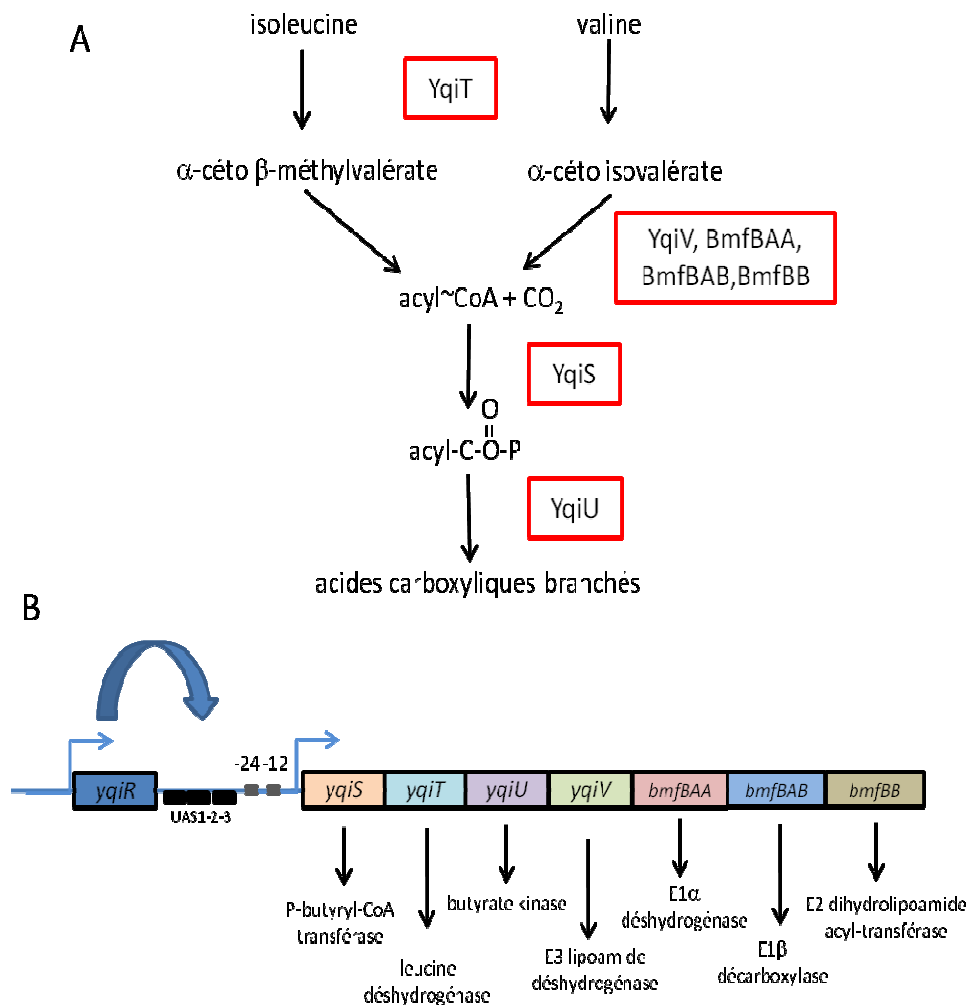 A
isoleucine
valine
YqiT
α-céto β-méthylvalérate
α-céto isovalérate
YqiV, BmfBAA,
BmfBAB,BmfBB
acyl~CoA + CO₂
YqiS
O
acyl-C-O-P
YqiU
acides carboxyliques branchés
B
-24 -12
yqiR
yqiS
yqiT
yqiU
yqiV
bmfBAA
bmfBAB
bmfBB
UAS1-2-3
P-butyryl-CoA
transférase
leucine
déshydrogénase
butyrate kinase
E3 lipoam de
déshydrogénase
E1α
déshydrogénase
E1β
décarboxylase
E2 dihydrolipoamide
acyl-transférase